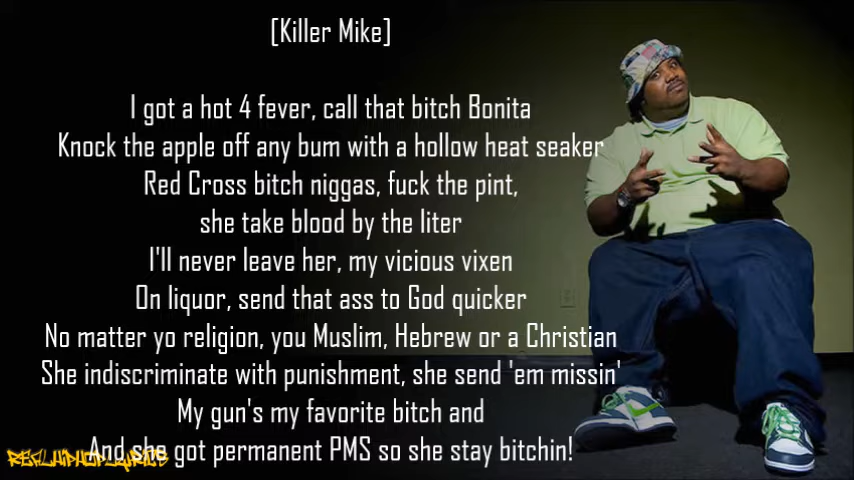 [Killer Mike]
I got a hot 4 fever, call that bitch Bonita
Knock the apple off any bum with a hollow heat seaker
Red Cross bitch niggas, fuck the pint,
she take blood by the liter
I'll never leave her, my vicious vixen
On liquor, send that ass to God quicker
No matter yo religion, you Muslim, Hebrew or a Christian
She indiscriminate with punishment, she send 'em missin'
My gun's my favorite bitch and
And she got permanent PMS so she stay bitchin!
REALHIPHOPLYRICS